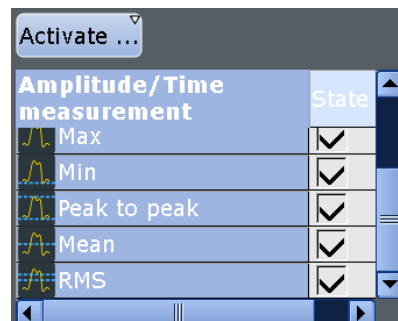 Activate ...
Amplitude/Time
measurement
State
Max
Min
Peak to peak
Mean
RMS